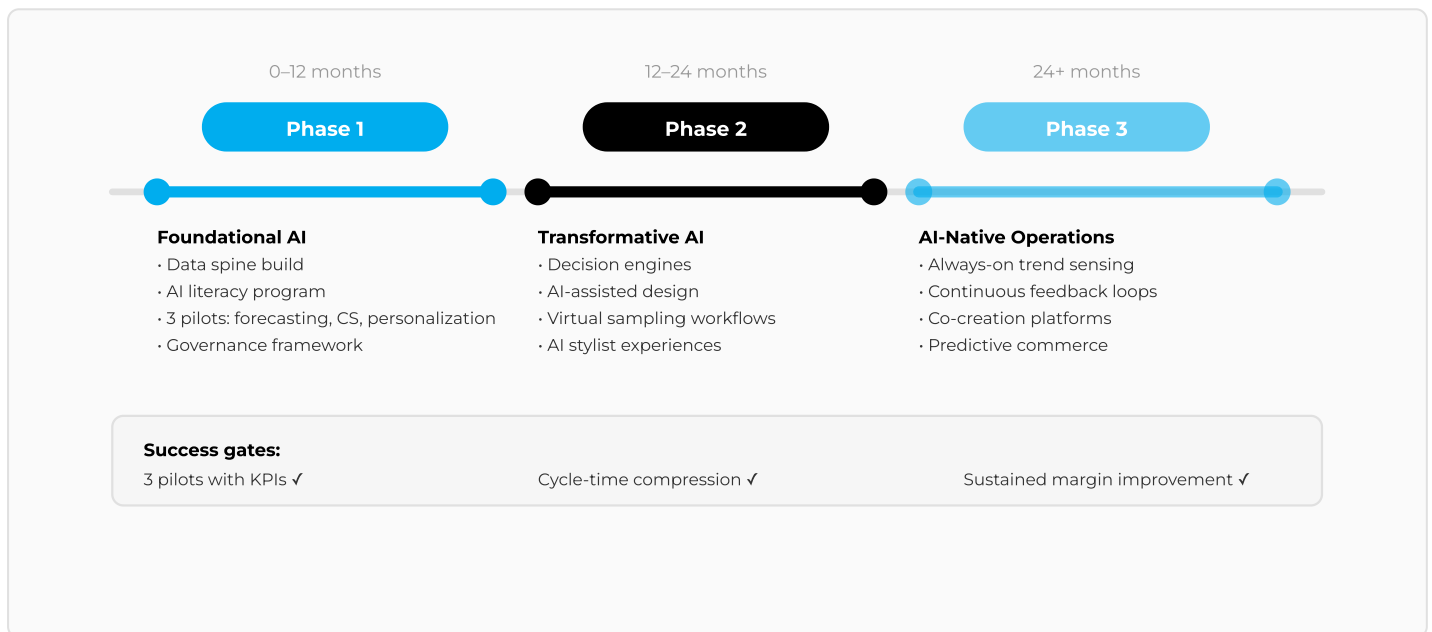 0–12 months
12–24 months
24+ months
Phase 1
Phase 2
Phase 3
Foundational AI
• Data spine build
• AI literacy program
• 3 pilots: forecasting, CS, personalization
• Governance framework
Transformative AI
• Decision engines
• AI-assisted design
• Virtual sampling workflows
• AI stylist experiences
AI-Native Operations
• Always-on trend sensing
• Continuous feedback loops
• Co-creation platforms
• Predictive commerce
Success gates:
3 pilots with KPIs ✓
Cycle-time compression ✓
Sustained margin improvement ✓